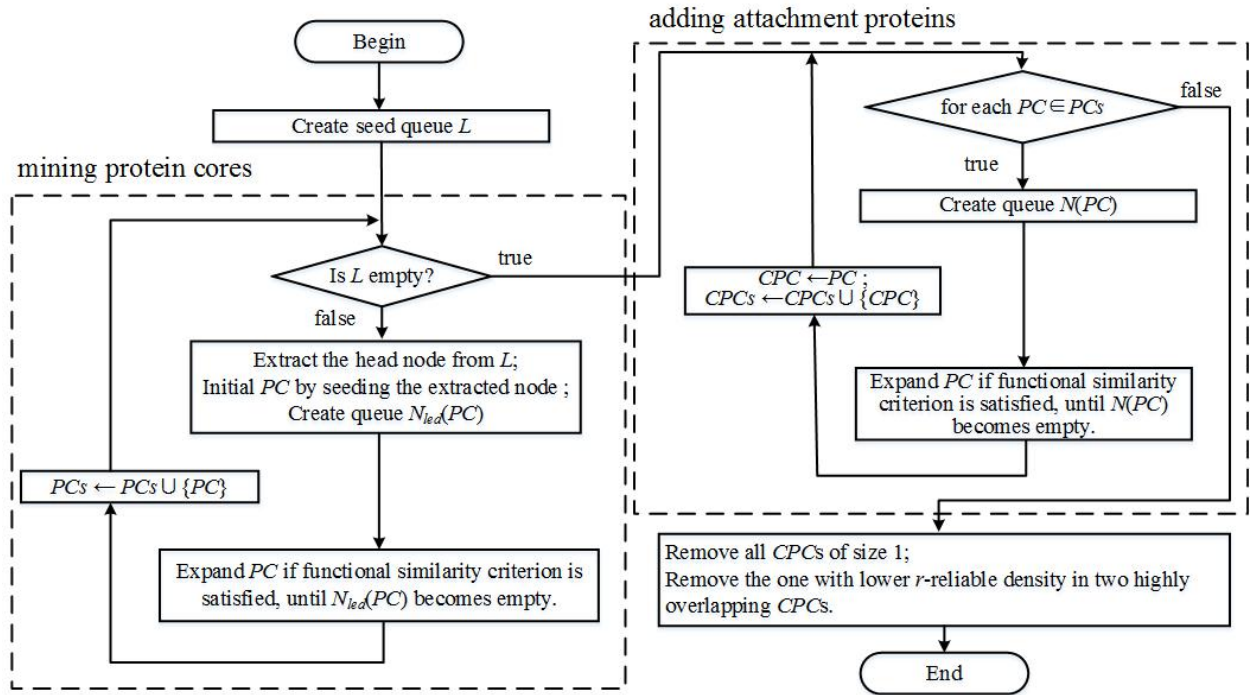 Begin
Create seed queue L
mining protein cores
Is L empty?
true
false
Extract the head node from L;
Initial PC by seeding the extracted node ;
Create queue N_led(PC)
PCs ← PCs ∪ {PC}
Expand PC if functional similarity criterion is
satisfied, until N_led(PC) becomes empty.
adding attachment proteins
for each PC ∈ PCs
false
true
Create queue N(PC)
CPC ← PC ;
CPCs ← CPCs ∪ {CPC}
Expand PC if functional similarity
criterion is satisfied, until N(PC)
becomes empty.
Remove all CPCs of size 1;
Remove the one with lower r-reliable density in two highly
overlapping CPCs.
End